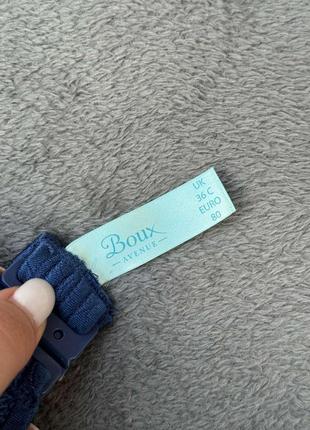 Boux
— AVENUE —
UK
36 C
EURO
80